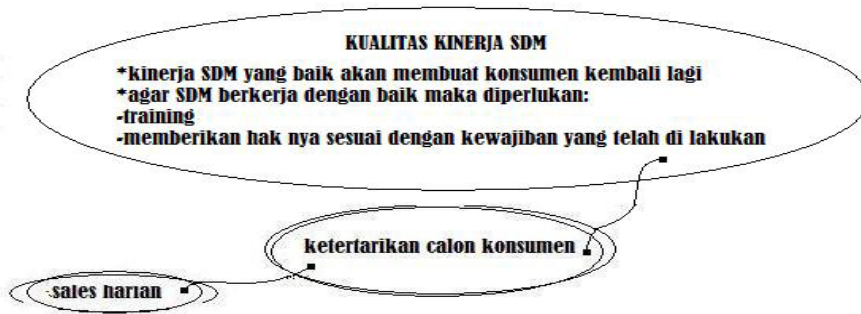 KUALITAS KINERJA SDM
*kinerja SDM yang baik akan membuat konsumen kembali lagi
*agar SDM berkerja dengan baik maka diperlukan:
-training
-memberikan hak nya sesuai dengan kewajiban yang telah di lakukan
ketertarikan calon konsumen
sales harian